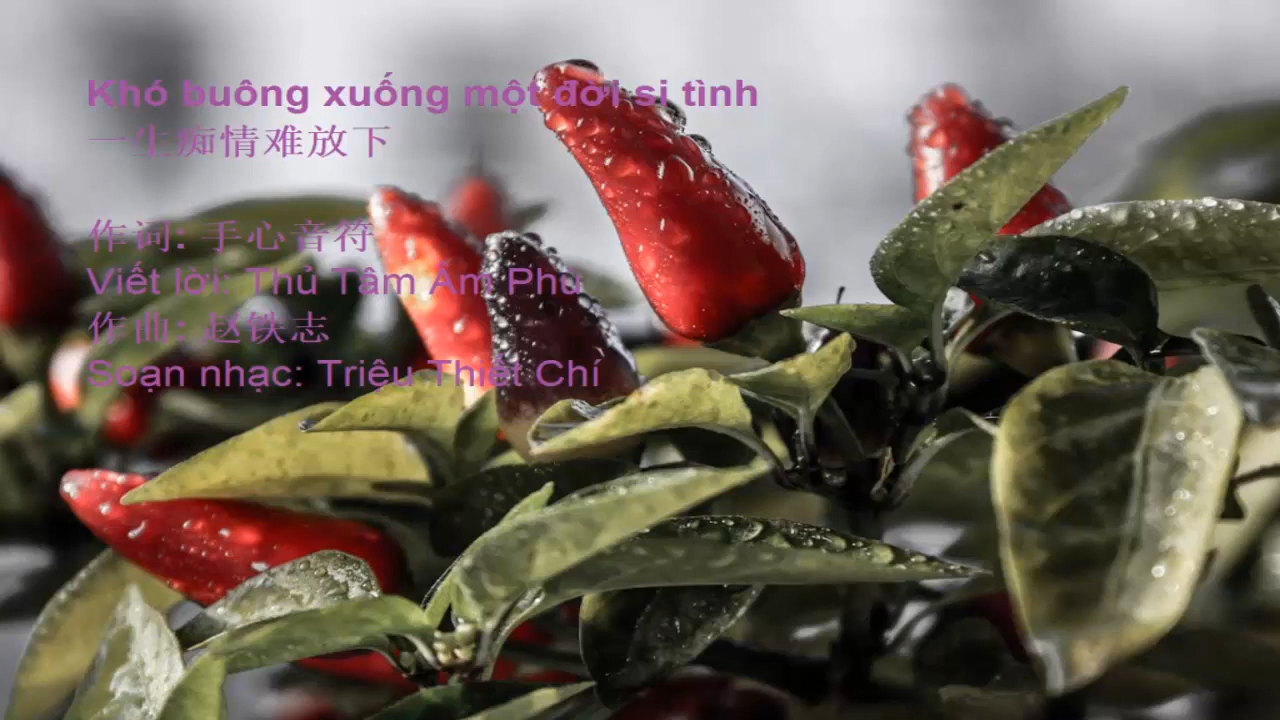 Khó buông xuống một đời si tình
一生痴情难放下
作词: 手心音符
Viết lời: Thủ Tâm Âm Phù
作曲: 赵铁志
Soạn nhạc: Triệu Thiết Chí